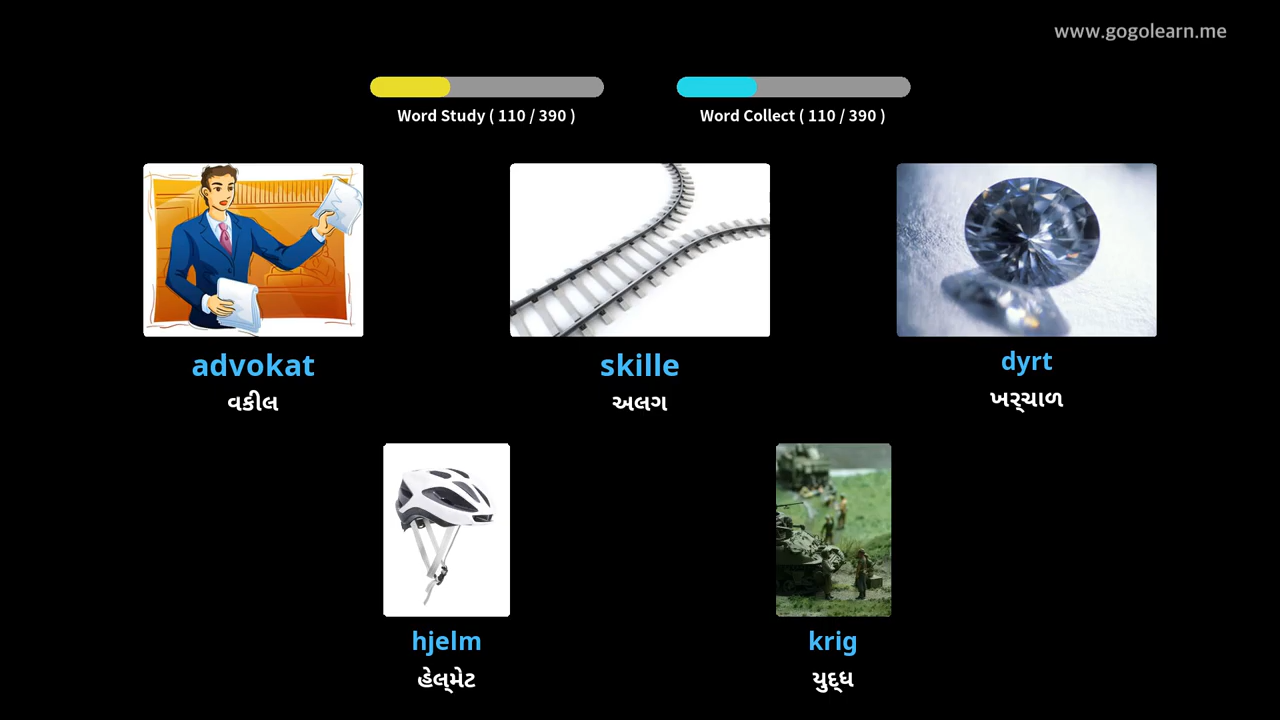 www.gogolearn.me
Word Study ( 110 / 390 )
Word Collect ( 110 / 390 )
advokat
વકીલ
skille
અલગ
dyrt
ખર્ચાળ
hjelm
હેલ્મેટ
krig
યુદ્ધ